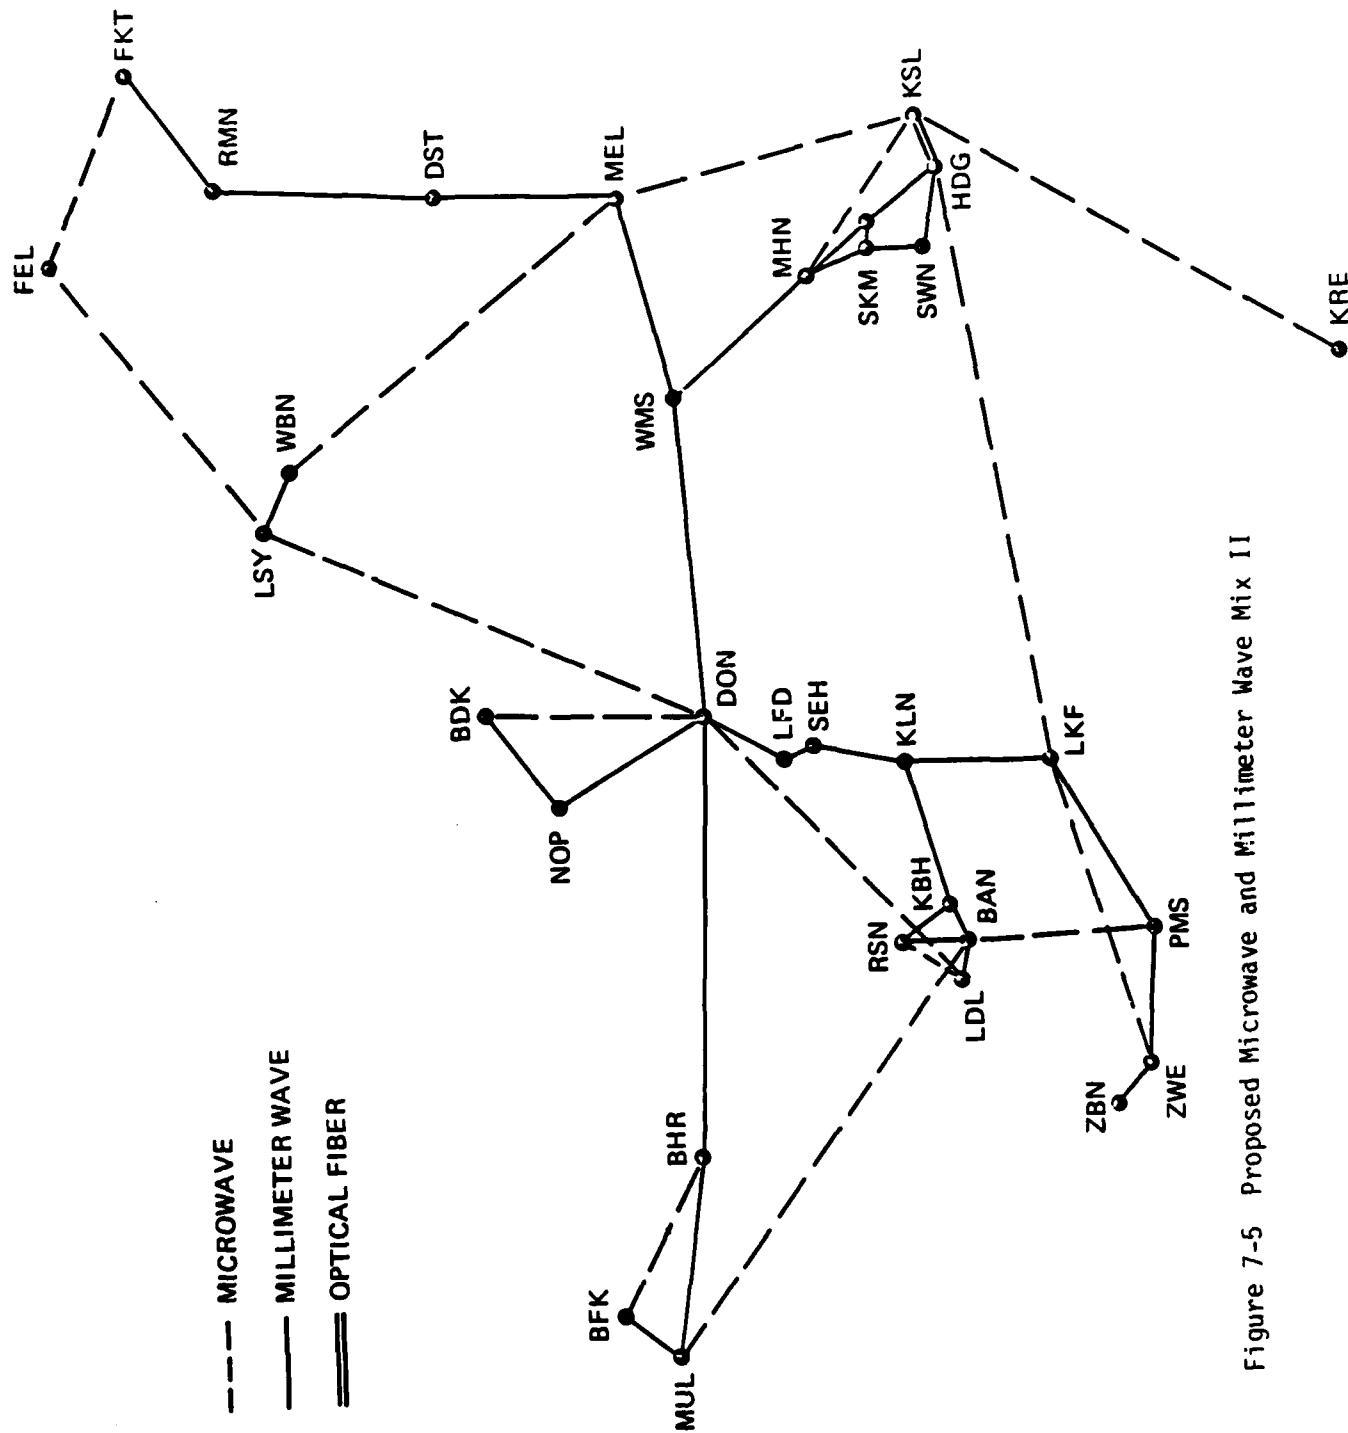 FKT
FEL
RMN
DST
MEL
KSL
HDG
MHN
SKM
SWN
KRE
WBN
LSY
WMS
BDK
NOP
DON
LFD
SEH
KLN
LKF
KBH
BAN
RSN
LDL
PMS
ZBN
ZWE
BHR
BFK
MUL
MICROWAVE
MILLIMETER WAVE
OPTICAL FIBER
Figure 7-5 Proposed Microwave and Millimeter Wave Mix II